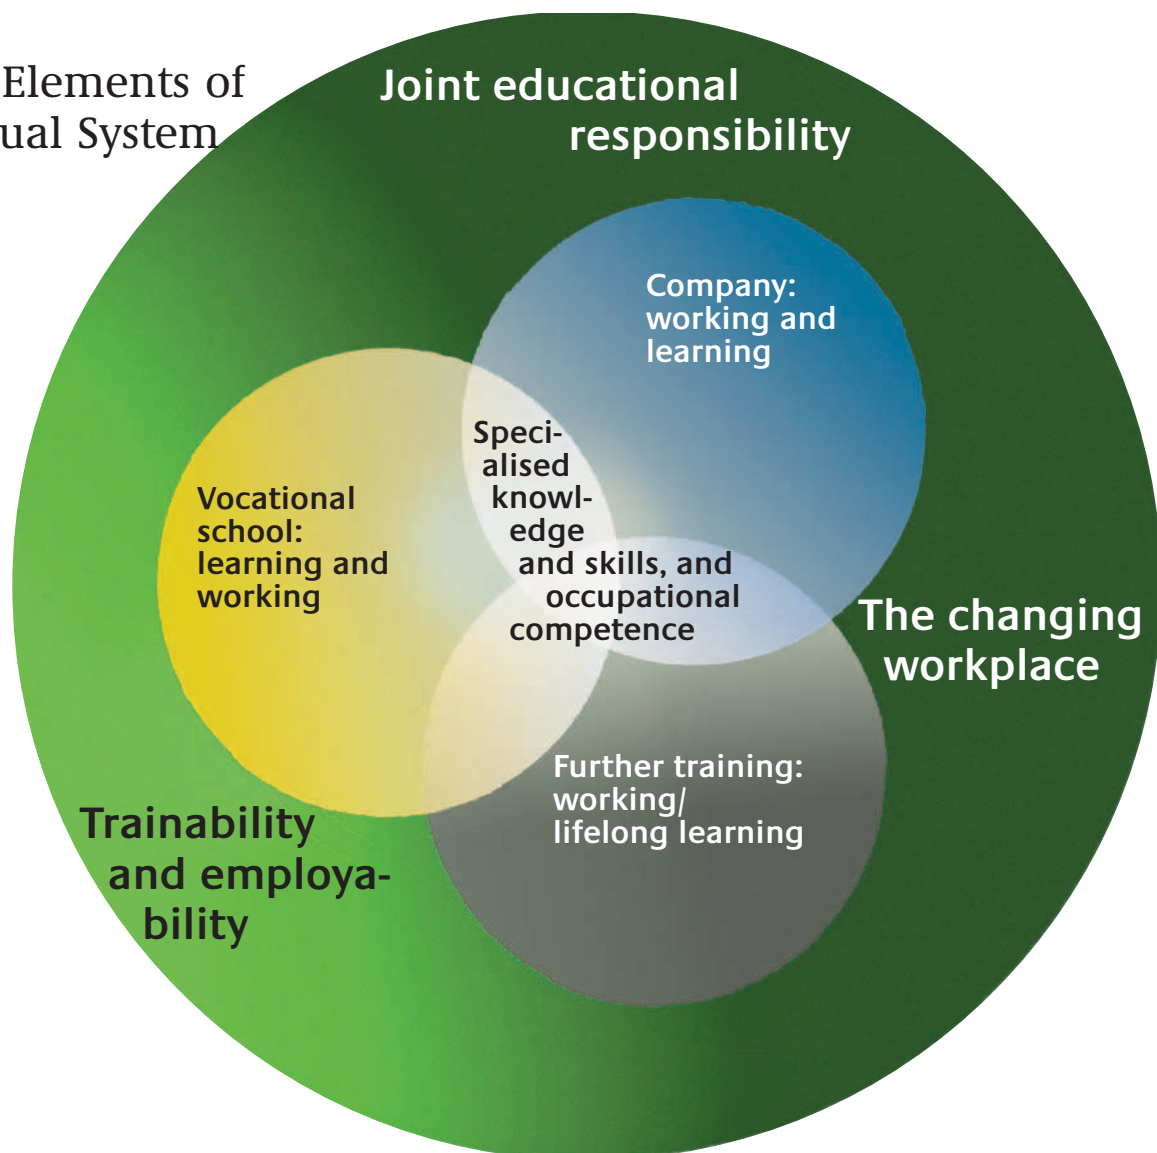 Elements of
ual System
Joint educational
responsibility
Company:
working and
learning
Speci-
alised
knowl-
edge
and skills, and
occupational
competence
Vocational
school:
learning and
working
The changing
workplace
Further training:
working/
lifelong learning
Trainability
and employa-
bility